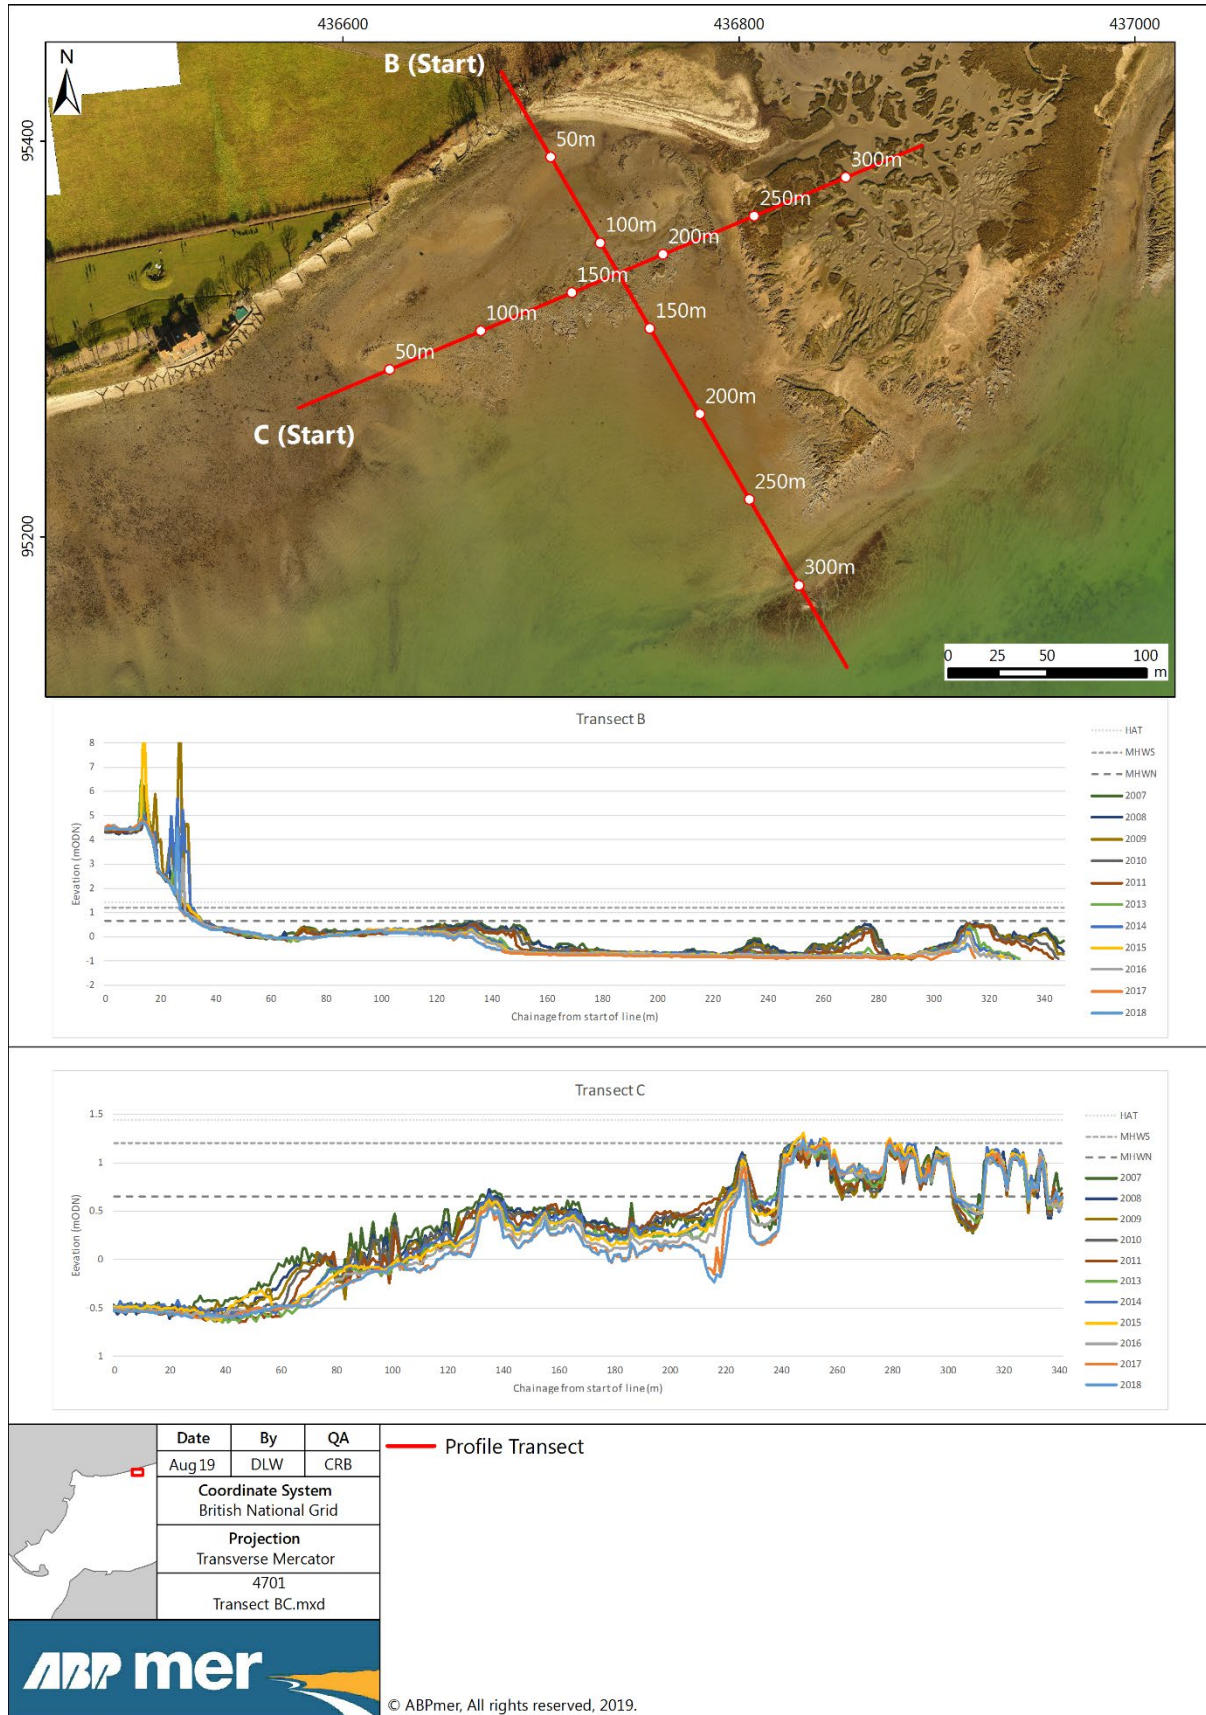 436600 436800 437000
N
B (Start)
95400
50m
300m
250m
100m
200m
150m
100m
150m
50m
200m
C (Start)
250m
95200
300m
0 25 50 100
m
Transect B
8
7
6
5
4
3
2
1
0
-1
-2
Eevation (mODN)
0 20 40 60 80 100 120 140 160 180 200 220 240 260 280 300 320 340
Chainage from start of line (m)
HAT
MHWS
MHWN
2007
2008
2009
2010
2011
2013
2014
2015
2016
2017
2018
Transect C
1.5
1
0.5
0
0.5
1
Eevation (mODN)
0 20 40 60 80 100 120 140 160 180 200 220 240 260 280 300 320 340
Chainage from start of line (m)
HAT
MHWS
MHWN
2007
2008
2009
2010
2011
2013
2014
2015
2016
2017
2018
Date By QA
Aug 19 DLW CRB
Coordinate System
British National Grid
Projection
Transverse Mercator
4701
Transect BC.mxd
Profile Transect
ABP mer
© ABPmer, All rights reserved, 2019.